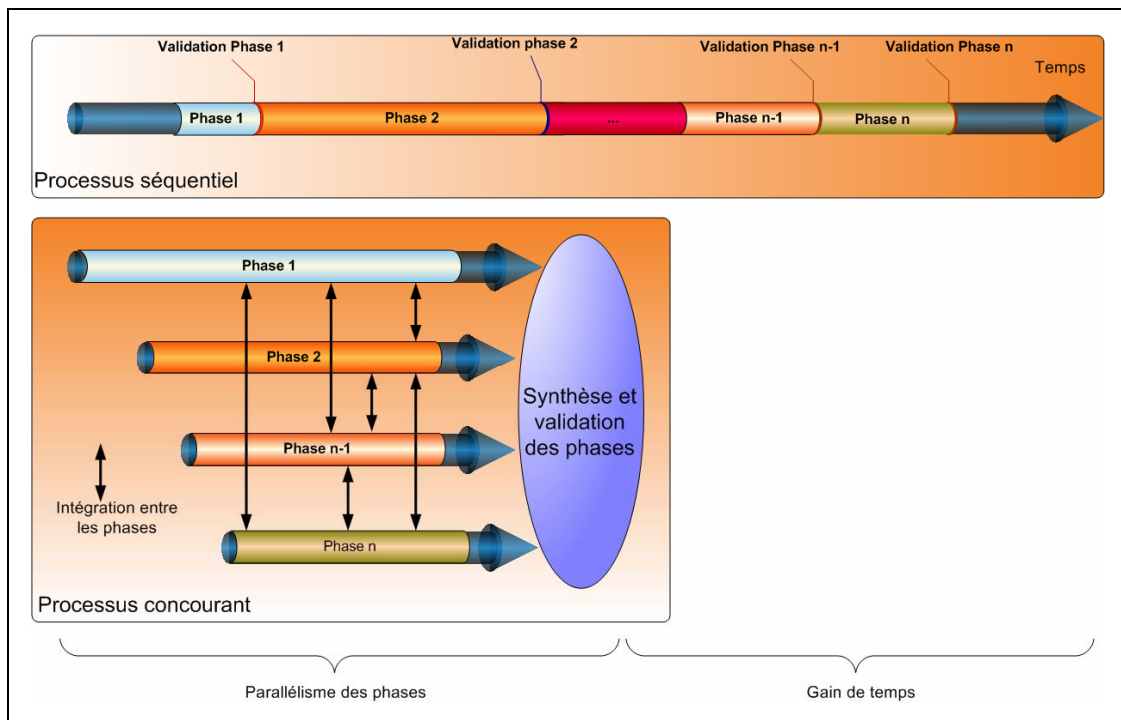 Validation Phase 1
Validation phase 2
Validation Phase n-1
Validation Phase n
Temps
Phase 1
Phase 2
...
Phase n-1
Phase n
Processus séquentiel
Phase 1
Phase 2
Synthèse et
validation
des phases
Phase n-1
Intégration entre
les phases
Phase n
Processus concourant
Parallélisme des phases
Gain de temps